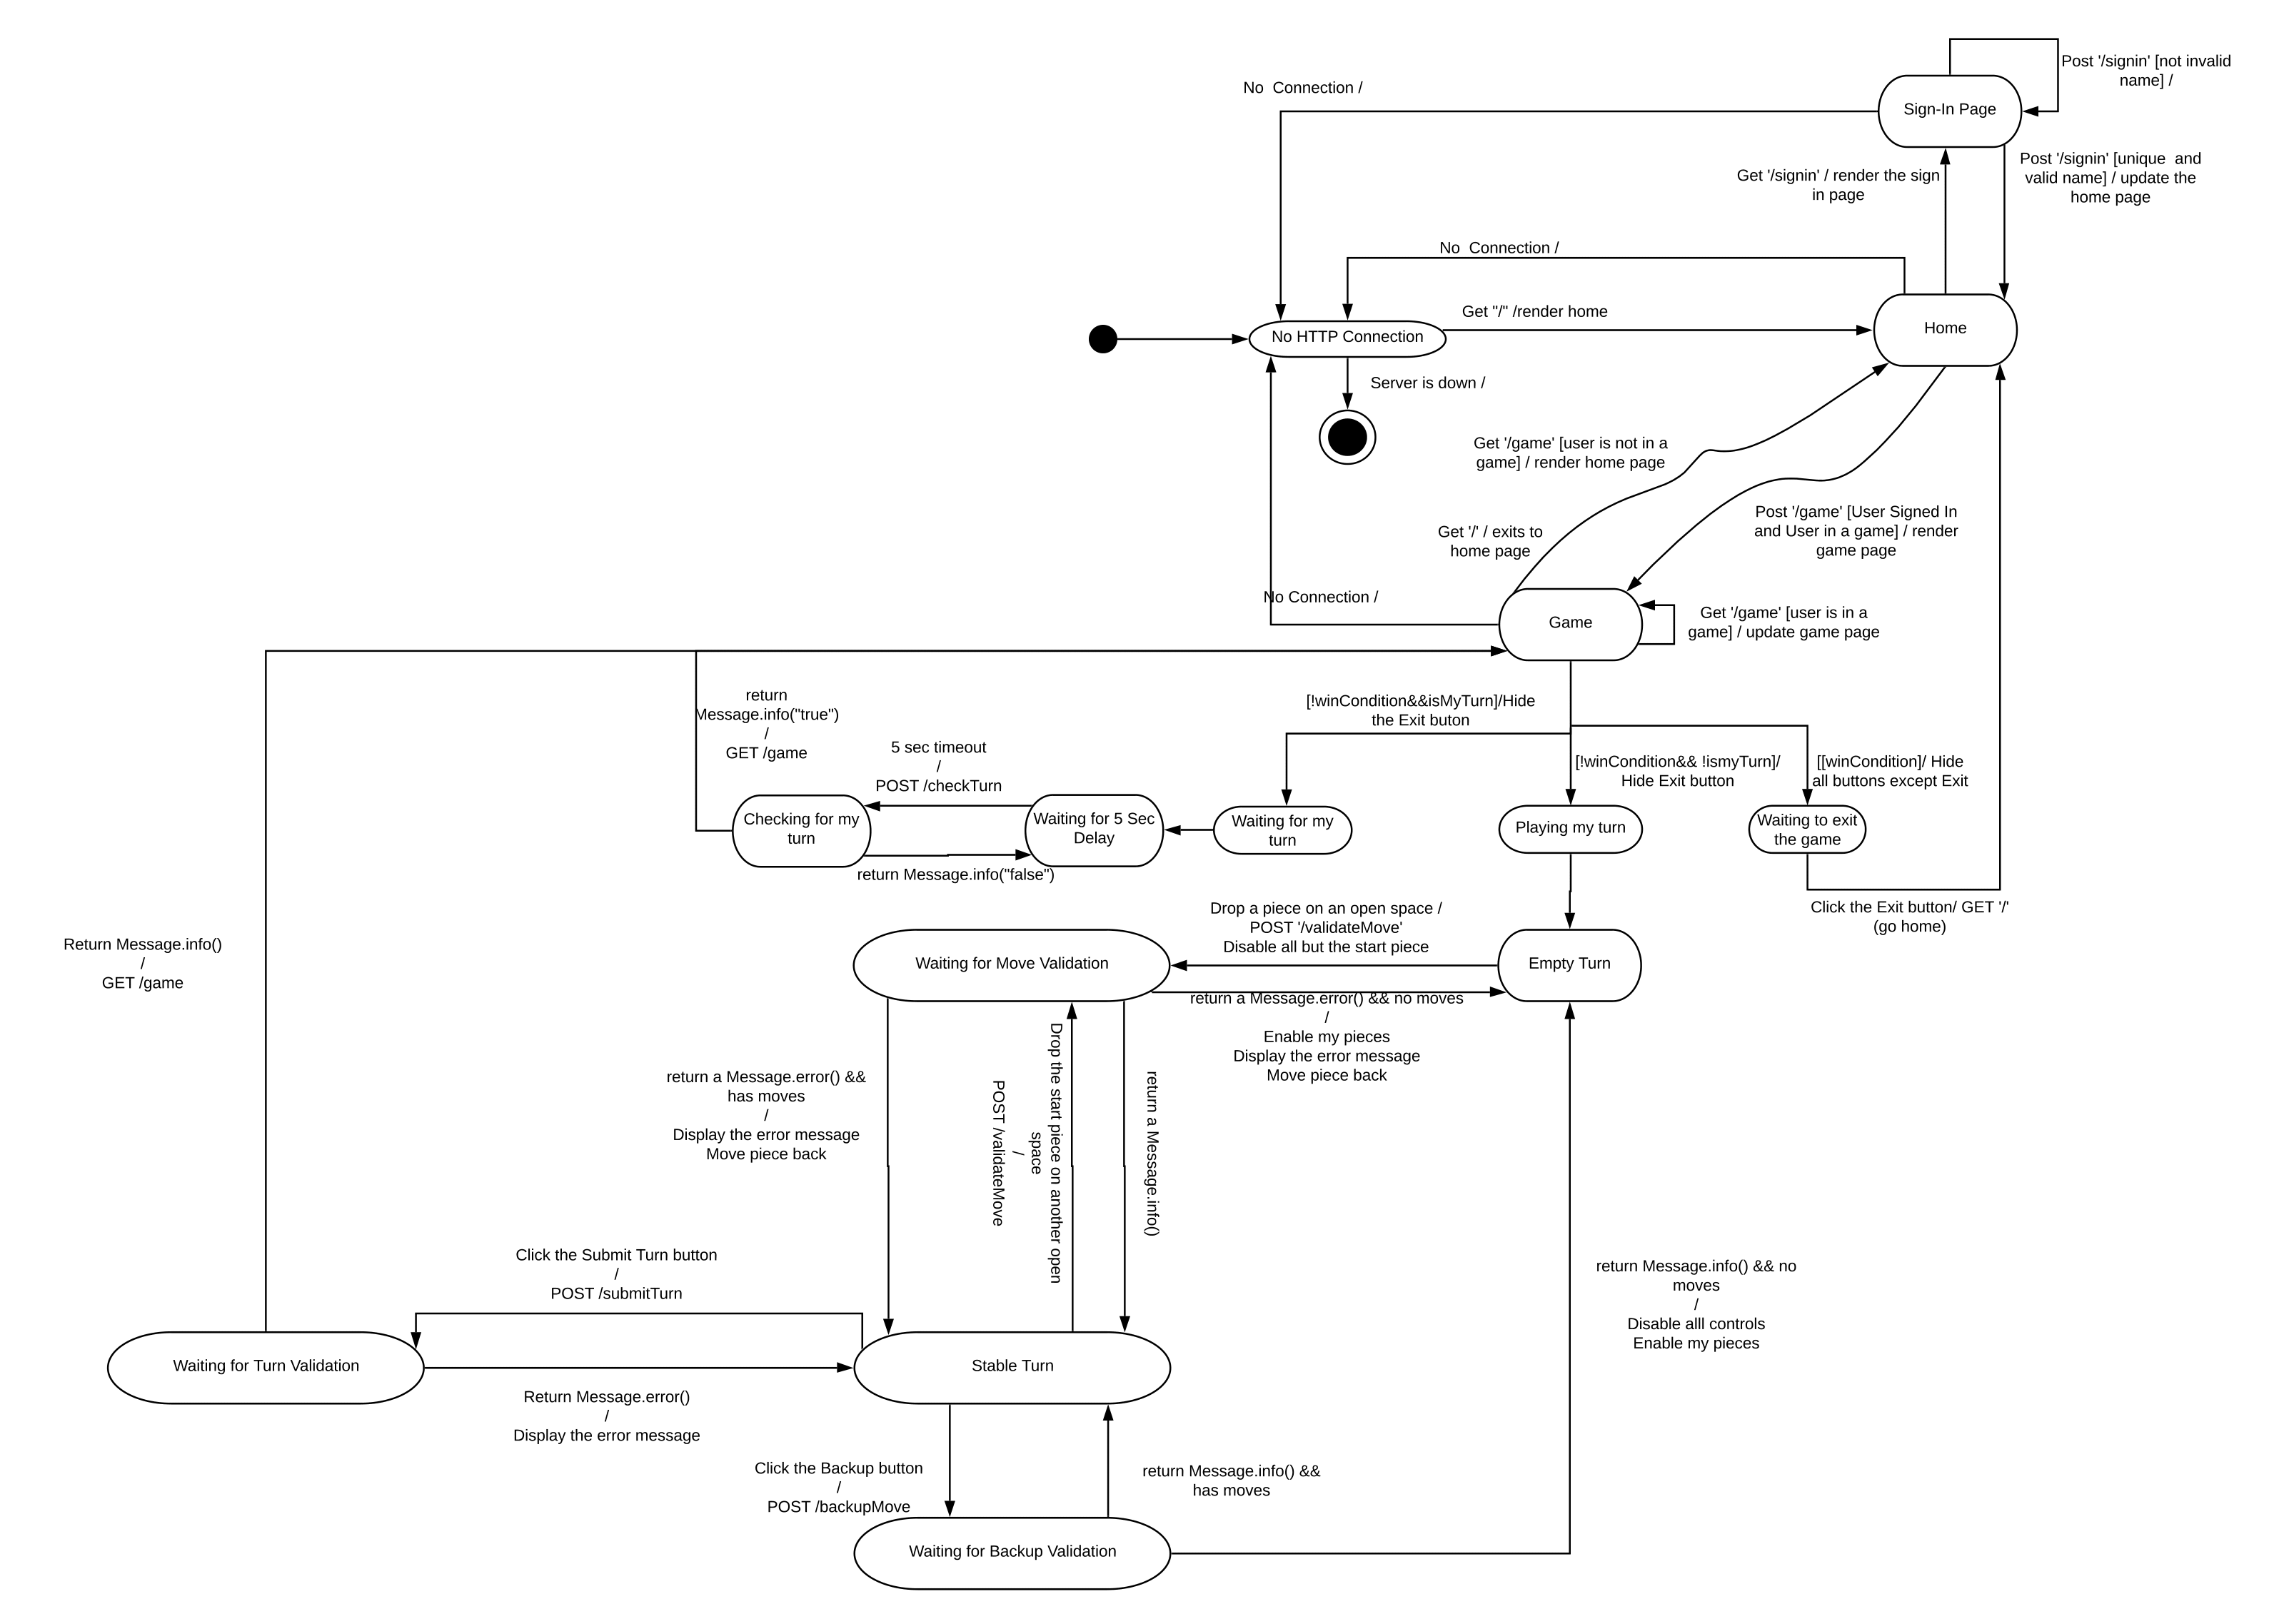 Post '/signin' [not invalid
name] /
No  Connection /
Sign-In Page
Post '/signin' [unique  and
valid name] / update the
home page
Get '/signin' / render the sign
in page
No  Connection /
Get "/" /render home
Home
No HTTP Connection
Server is down /
Get '/game' [user is not in a
game] / render home page
Post '/game' [User Signed In
and User in a game] / render
game page
Get '/' / exits to
home page
No Connection /
Game
Get '/game' [user is in a
game] / update game page
return
Message.info("true")
/
GET /game
[!winCondition&&isMyTurn]/Hide
the Exit buton
5 sec timeout
/
POST /checkTurn
[!winCondition&& !ismyTurn]/
Hide Exit button
[[winCondition]/ Hide
all buttons except Exit
Checking for my
turn
Waiting for 5 Sec
Delay
Waiting for my
turn
Playing my turn
Waiting to exit
the game
return Message.info("false")
Click the Exit button/ GET '/'
(go home)
Drop a piece on an open space /
POST '/validateMove'
Disable all but the start piece
Return Message.info()
/
GET /game
Waiting for Move Validation
Empty Turn
return a Message.error() && no moves
/
Enable my pieces
Display the error message
Move piece back
return a Message.error() &&
has moves
/
Display the error message
Move piece back
Drop the start piece on another open
space
/
POST /validateMove
return a Message.info()
Click the Submit Turn button
/
POST /submitTurn
return Message.info() && no
moves
/
Disable alll controls
Enable my pieces
Waiting for Turn Validation
Stable Turn
Return Message.error()
/
Display the error message
Click the Backup button
/
POST /backupMove
return Message.info() &&
has moves
Waiting for Backup Validation